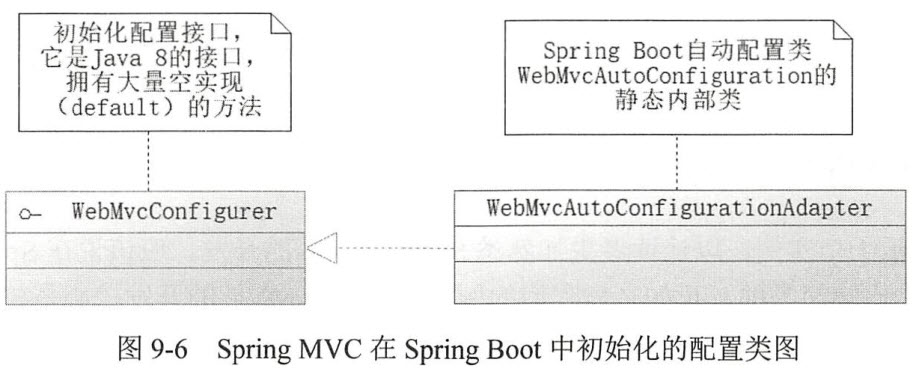 初始化配置接口，
它是Java 8的接口，
拥有大量空实现
（default）的方法
Spring Boot自动配置类
WebMvcAutoConfiguration的
静态内部类
WebMvcConfigurer
WebMvcAutoConfigurationAdapter
图 9-6 Spring MVC 在 Spring Boot 中初始化的配置类图